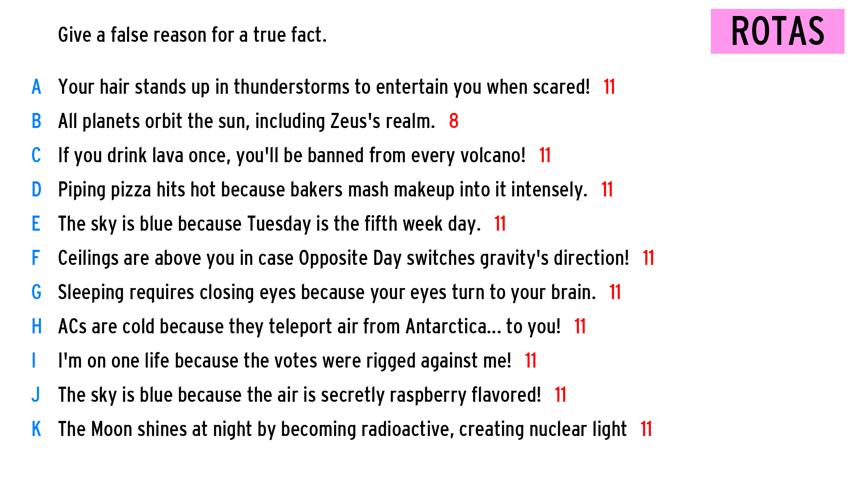 Give a false reason for a true fact.
ROTAS
A Your hair stands up in thunderstorms to entertain you when scared! 11
B All planets orbit the sun, including Zeus's realm. 8
C If you drink lava once, you'll be banned from every volcano! 11
D Piping pizza hits hot because bakers mash makeup into it intensely. 11
E The sky is blue because Tuesday is the fifth week day. 11
F Ceilings are above you in case Opposite Day switches gravity's direction! 11
G Sleeping requires closing eyes because your eyes turn to your brain. 11
H ACs are cold because they teleport air from Antarctica... to you! 11
I I'm on one life because the votes were rigged against me! 11
J The sky is blue because the air is secretly raspberry flavored! 11
K The Moon shines at night by becoming radioactive, creating nuclear light 11